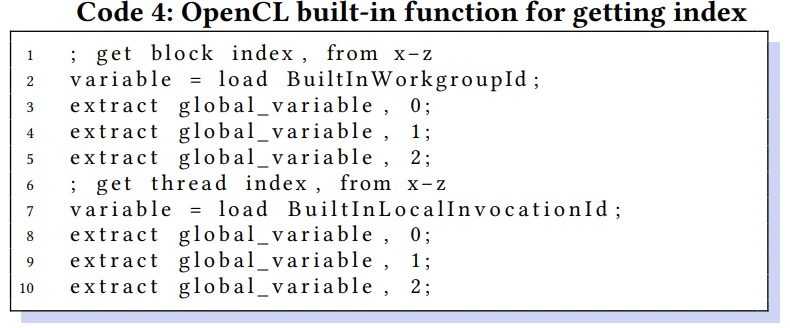 Code 4: OpenCL built-in function for getting index
1 ; get block index, from x-z
2 variable = load BuiltInWorkgroupId;
3 extract global_variable, 0;
4 extract global_variable, 1;
5 extract global_variable, 2;
6 ; get thread index, from x-z
7 variable = load BuiltInLocalInvocationId;
8 extract global_variable, 0;
9 extract global_variable, 1;
10 extract global_variable, 2;